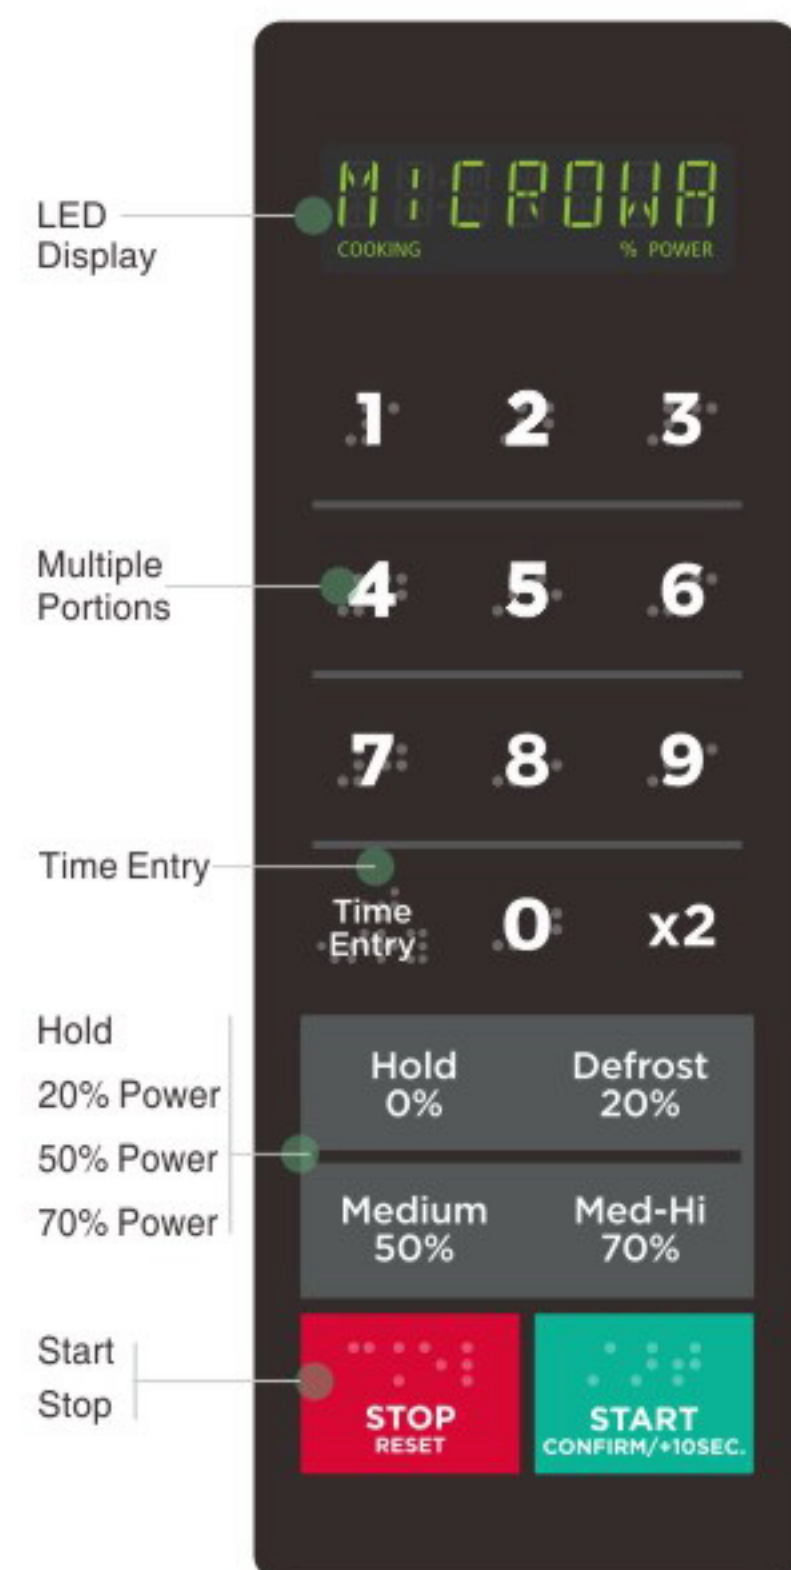 LED
Display
MICROWA
COOKING % POWER
1 2 3
Multiple
Portions
4 5 6
7 8 9
Time Entry
Time
Entry
0 x2
Hold
20% Power
50% Power
70% Power
Hold
0%
Defrost
20%
Medium
50%
Med-Hi
70%
Start
Stop
STOP
RESET
START
CONFIRM/+10SEC.